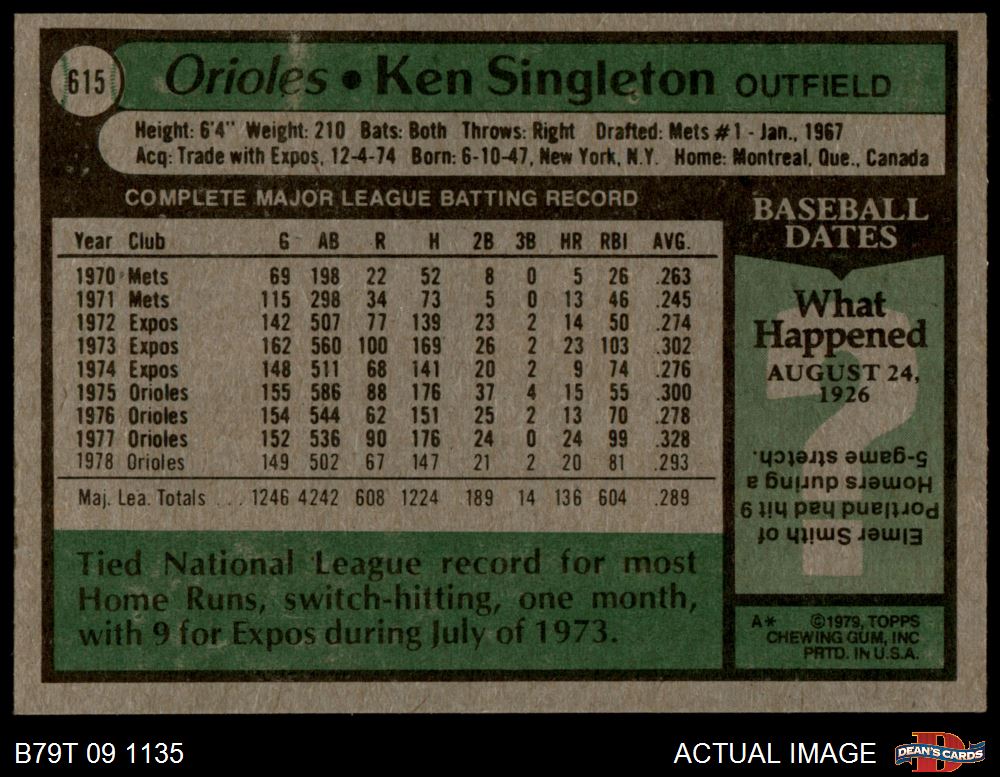 615
Orioles • Ken Singleton OUTFIELD
Height: 6'4" Weight: 210 Bats: Both Throws: Right Drafted: Mets #1 - Jan., 1967
Acq: Trade with Expos, 12-4-74 Born: 6-10-47, New York, N.Y. Home: Montreal, Que., Canada
COMPLETE MAJOR LEAGUE BATTING RECORD
Year Club G AB R H 2B 3B HR RBI AVG.
1970 Mets 69 198 22 52 8 0 5 26 .263
1971 Mets 115 298 34 73 5 0 13 46 .245
1972 Expos 142 507 77 139 23 2 14 50 .274
1973 Expos 162 560 100 169 26 2 23 103 .302
1974 Expos 148 511 68 141 20 2 9 74 .276
1975 Orioles 155 586 88 176 37 4 15 55 .300
1976 Orioles 154 544 62 151 25 2 13 70 .278
1977 Orioles 152 536 90 176 24 0 24 99 .328
1978 Orioles 149 502 67 147 21 2 20 81 .293
Maj. Lea. Totals ... 1246 4242 608 1224 189 14 136 604 .289
Tied National League record for most
Home Runs, switch-hitting, one month,
with 9 for Expos during July of 1973.
BASEBALL
DATES
What
Happened
AUGUST 24,
1926
Elmer Smith of
Portland had hit 9
Homers during a
5-game stretch.
A* ©1979, TOPPS
CHEWING GUM, INC
PRTD. IN U.S.A.
B79T 09 1135
ACTUAL IMAGE
DEAN'S CARDS